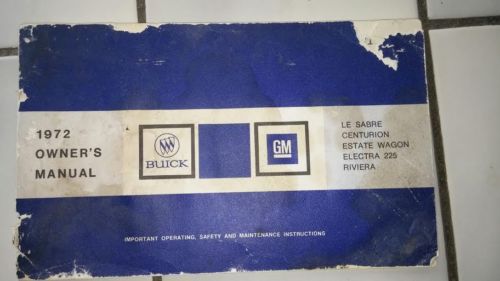 1972
OWNER'S
MANUAL
BUICK
GM
LE SABRE
CENTURION
ESTATE WAGON
ELECTRA 225
RIVIERA
IMPORTANT OPERATING, SAFETY AND MAINTENANCE INSTRUCTIONS